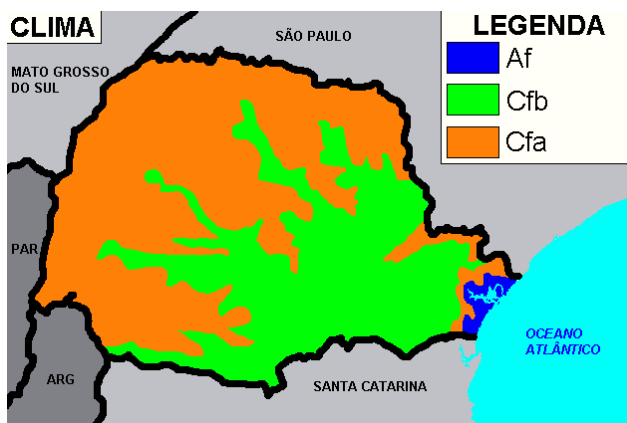 CLIMA
SÃO PAULO
LEGENDA
Af
Cfb
Cfa
MATO GROSSO
DO SUL
PAR
ARG
SANTA CATARINA
OCEANO
ATLÂNTICO